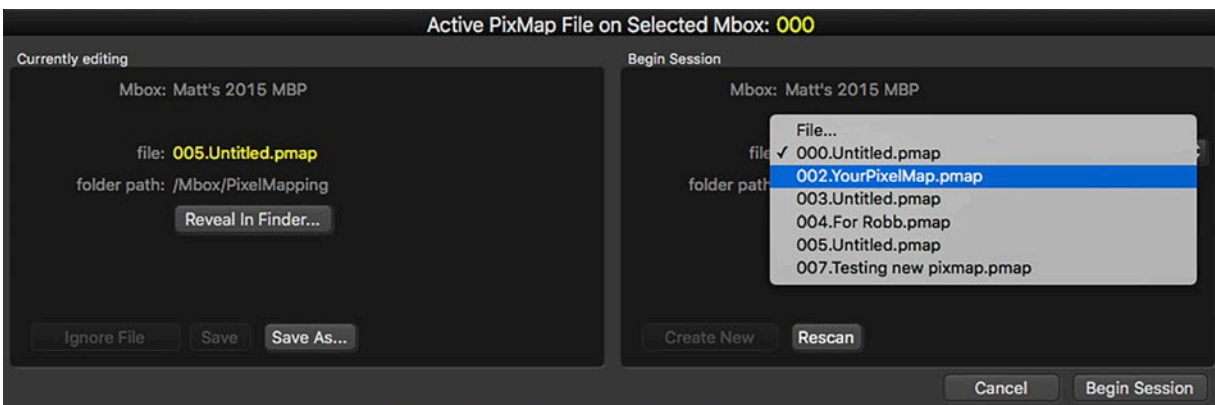 Active PixMap File on Selected Mbox: 000
Currently editing
Mbox: Matt's 2015 MBP
file: 005.Untitled.pmap
folder path: /Mbox/PixelMapping
Reveal In Finder...
Ignore File Save Save As...
Begin Session
Mbox: Matt's 2015 MBP
file
folder path
File...
✓ 000.Untitled.pmap
002.YourPixelMap.pmap
003.Untitled.pmap
004.For Robb.pmap
005.Untitled.pmap
007.Testing new pixmap.pmap
Create New Rescan
Cancel Begin Session